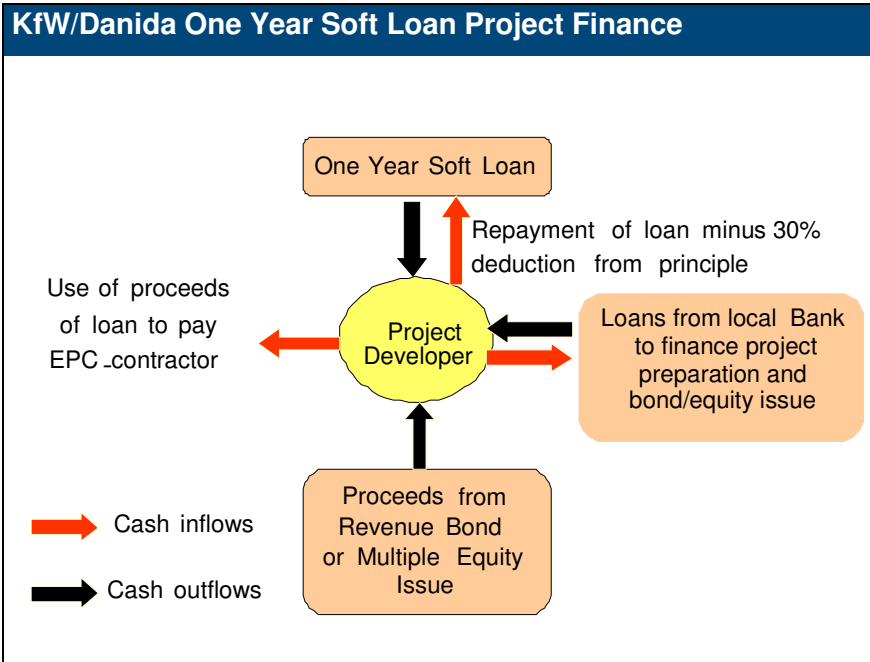 KfW/Danida One Year Soft Loan Project Finance
One Year Soft Loan
Repayment of loan minus 30%
deduction from principle
Use of proceeds
of loan to pay
EPC-contractor
Project
Developer
Loans from local Bank
to finance project
preparation and
bond/equity issue
Proceeds from
Revenue Bond
or Multiple Equity
Issue
Cash inflows
Cash outflows